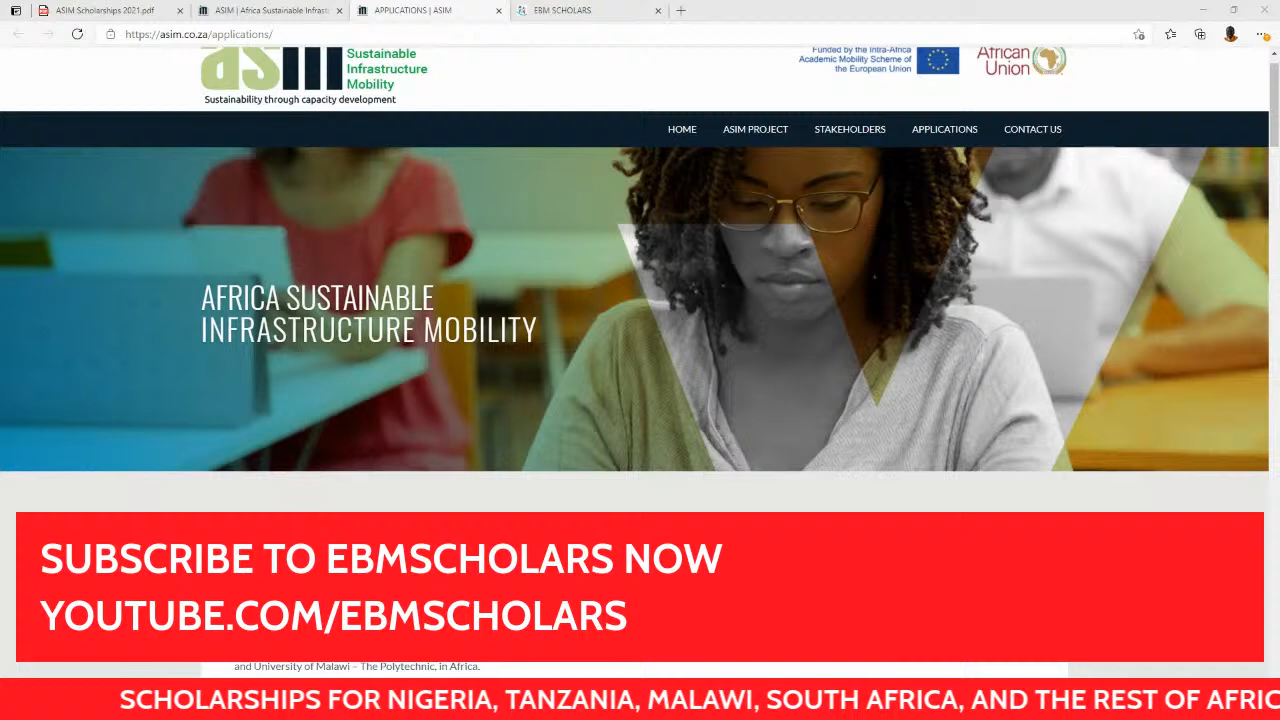 ASIM Scholarships 2021.pdf
ASIM | Africa Sustainable Infrast
APPLICATIONS | ASIM
EBM SCHOLARS
https://asim.co.za/applications/
asim
Sustainable
Infrastructure
Mobility
Sustainability through capacity development
Funded by the Intra-Africa
Academic Mobility Scheme of
the European Union
African
Union
HOME ASIM PROJECT STAKEHOLDERS APPLICATIONS CONTACT US
AFRICA SUSTAINABLE
INFRASTRUCTURE MOBILITY
SUBSCRIBE TO EBMSCHOLARS NOW
YOUTUBE.COM/EBMSCHOLARS
and University of Malawi – The Polytechnic, in Africa.
SCHOLARSHIPS FOR NIGERIA, TANZANIA, MALAWI, SOUTH AFRICA, AND THE REST OF AFRIC